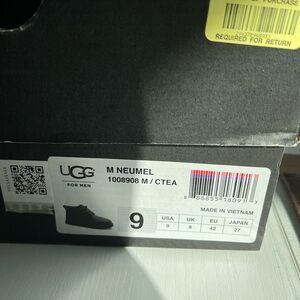 PURCHASE
REQUIRED FOR RETURN
UGG
FOR MEN
M NEUMEL
1008908 M / CTEA
MADE IN VIETNAM
9
USA UK EU JAPAN
9 8 42 27